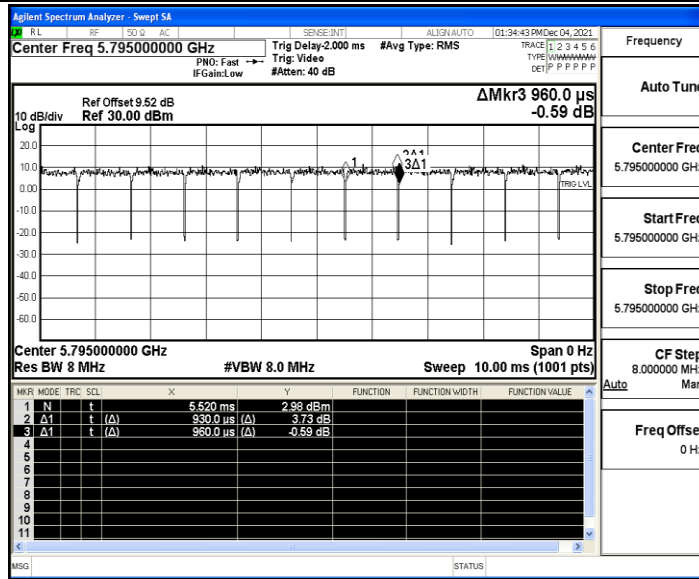 Agilent Spectrum Analyzer - Swept SA
RL RF 50 Ω AC SENSE:INT ALIGN AUTO 01:34:43 PM Dec 04, 2021
Center Freq 5.795000000 GHz
PNO: Fast
IFGain:Low
Trig Delay-2.000 ms
Trig: Video
#Atten: 40 dB
#Avg Type: RMS
TRACE 1 2 3 4 5 6
TYPE
DET P P P P P P
ΔMkr3 960.0 µs
-0.59 dB
10 dB/div
Log
Ref Offset 9.52 dB
Ref 30.00 dBm
20.0
10.0
0.00
-10.0
-20.0
-30.0
-40.0
-50.0
-60.0
1
2Δ1
3Δ1
TRIG LVL
Center 5.795000000 GHz Span 0 Hz
Res BW 8 MHz #VBW 8.0 MHz Sweep 10.00 ms (1001 pts)
MKR MODE TRC SCL X Y FUNCTION FUNCTION WIDTH FUNCTION VALUE
1 N t 5.520 ms 2.98 dBm
2 Δ1 t (Δ) 930.0 µs (Δ) 3.73 dB
3 Δ1 t (Δ) 960.0 µs (Δ) -0.59 dB
4
5
6
7
8
9
10
11
MSG STATUS
Frequency
Auto Tune
Center Freq
5.795000000 GHz
Start Freq
5.795000000 GHz
Stop Freq
5.795000000 GHz
CF Step
8.000000 MHz
Auto Man
Freq Offset
0 Hz